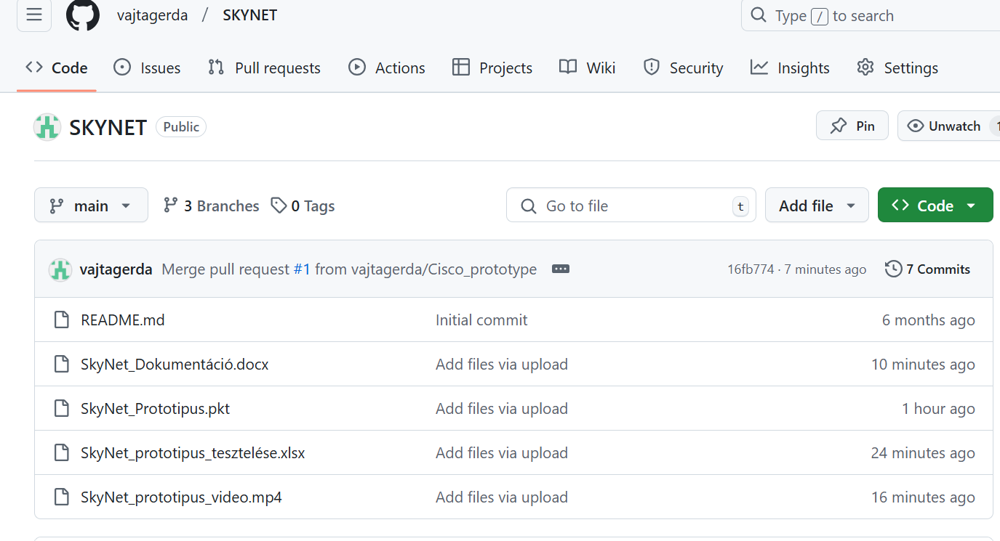 vajtagerda / SKYNET Type / to search
Code Issues Pull requests Actions Projects Wiki Security Insights Settings
SKYNET Public Pin Unwatch 1
main 3 Branches 0 Tags Go to file t Add file Code
vajtagerda Merge pull request #1 from vajtagerda/Cisco_prototype 16fb774 · 7 minutes ago 7 Commits
README.md Initial commit 6 months ago
SkyNet_Dokumentáció.docx Add files via upload 10 minutes ago
SkyNet_Prototipus.pkt Add files via upload 1 hour ago
SkyNet_prototipus_tesztelése.xlsx Add files via upload 24 minutes ago
SkyNet_prototipus_video.mp4 Add files via upload 16 minutes ago